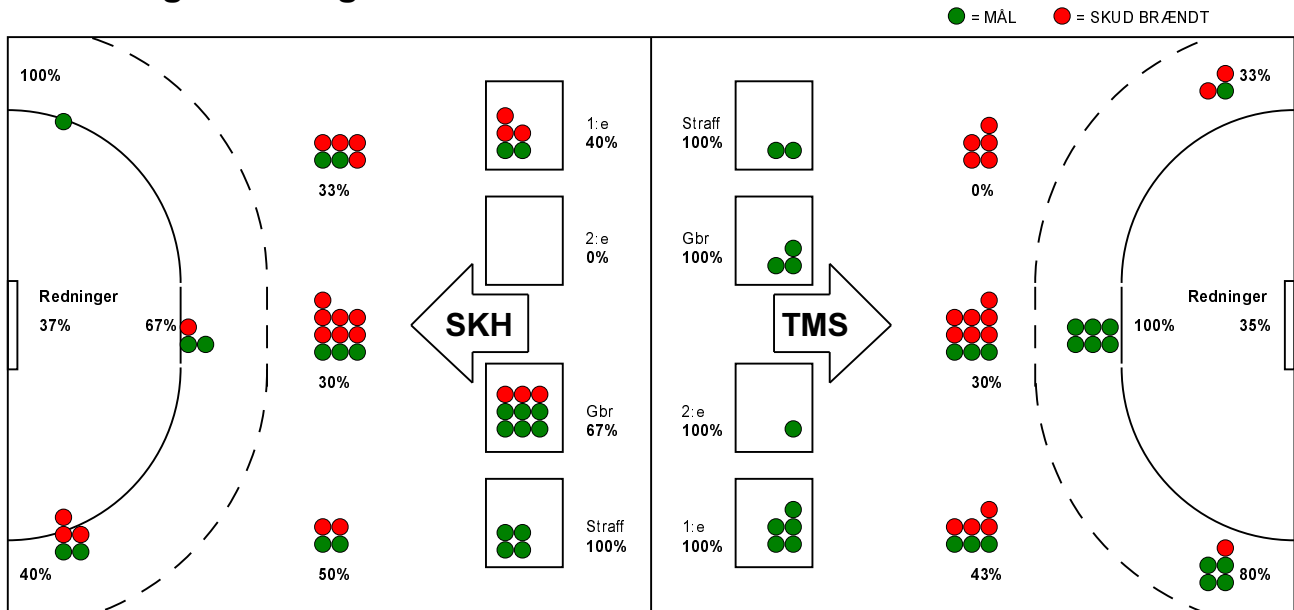 = MÅL
= SKUD BRÆNDT
100%
33%
1:e
40%
2:e
0%
Redninger
37%
67%
30%
SKH
Gbr
67%
40%
50%
Straff
100%
Straff
100%
Gbr
100%
TMS
2:e
100%
1:e
100%
33%
0%
Redninger
35%
100%
30%
43%
80%